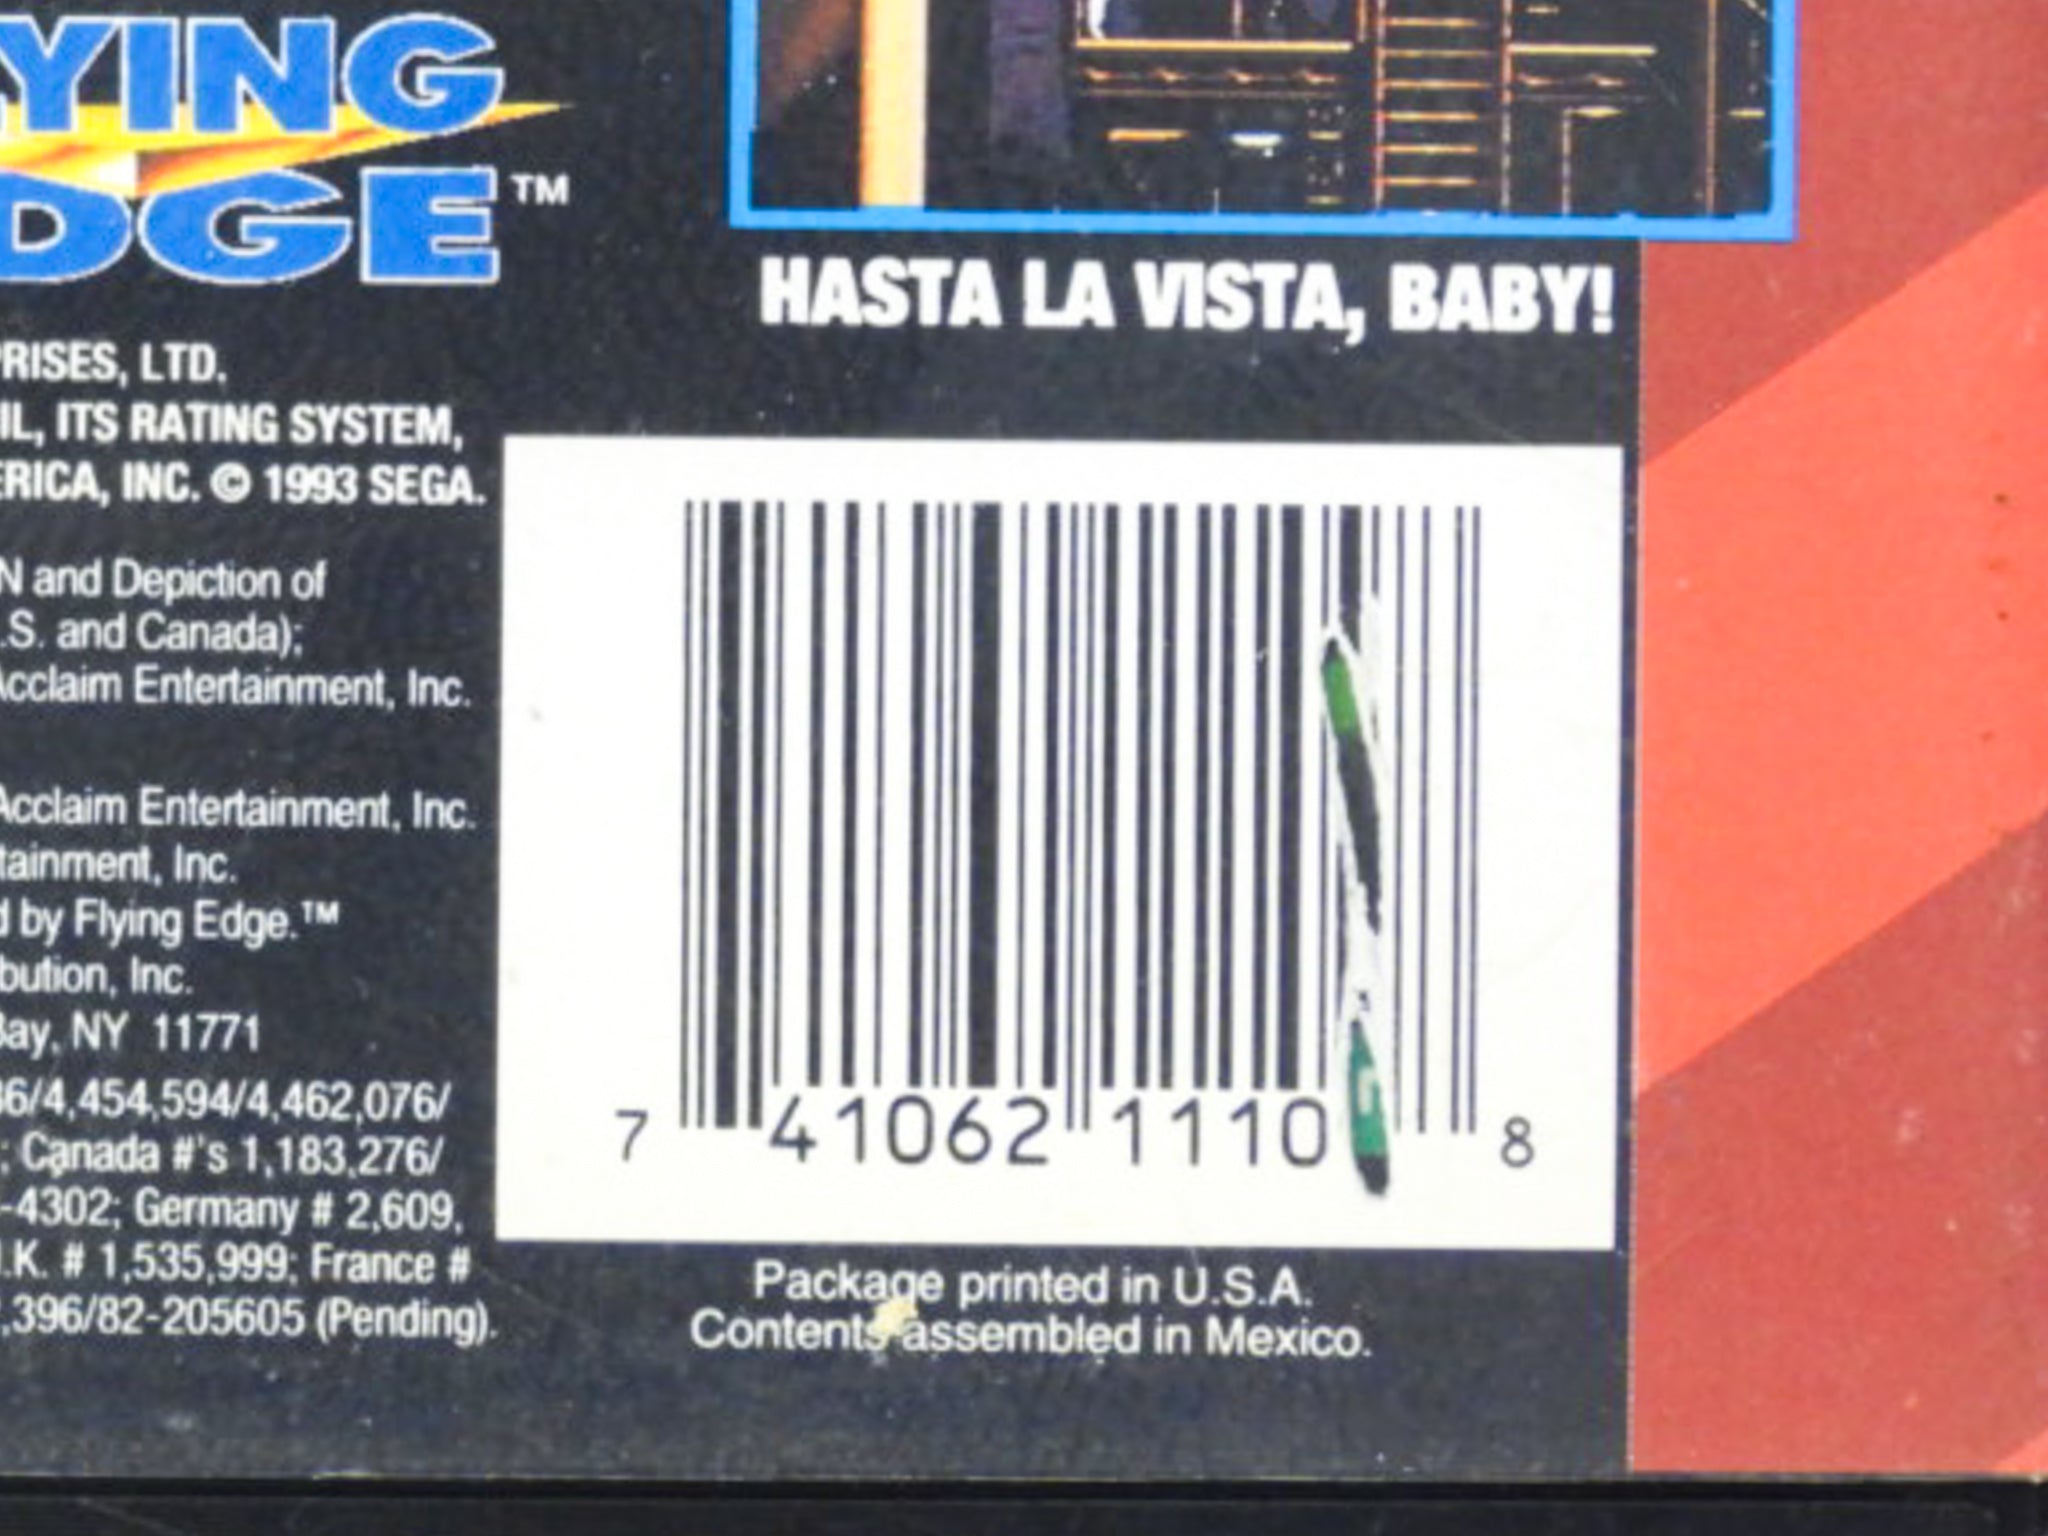 YING
DGE™
HASTA LA VISTA, BABY!
PRISES, LTD.
IL, ITS RATING SYSTEM,
ERICA, INC. © 1993 SEGA.
N and Depiction of
.S. and Canada);
Acclaim Entertainment, Inc.
Acclaim Entertainment, Inc.
tainment, Inc.
d by Flying Edge.™
bution, Inc.
Bay, NY 11771
36/4,454,594/4,462,076/
; Canada #'s 1,183,276/
-4302; Germany # 2,609,
.K. # 1,535,999; France #
,396/82-205605 (Pending).
7 41062 1110 8
Package printed in U.S.A.
Contents assembled in Mexico.